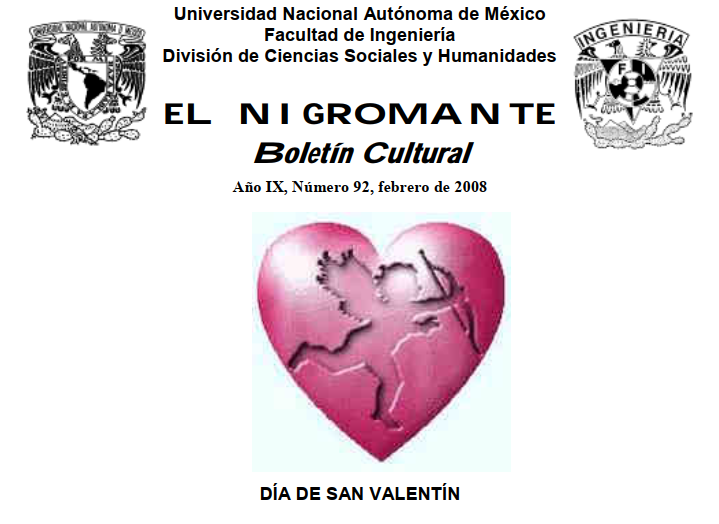 Universidad Nacional Autónoma de México
Facultad de Ingeniería
División de Ciencias Sociales y Humanidades
INGENIERIA
F I
EL NIGROMANTE
Boletín Cultural
Año IX, Número 92, febrero de 2008
DÍA DE SAN VALENTÍN